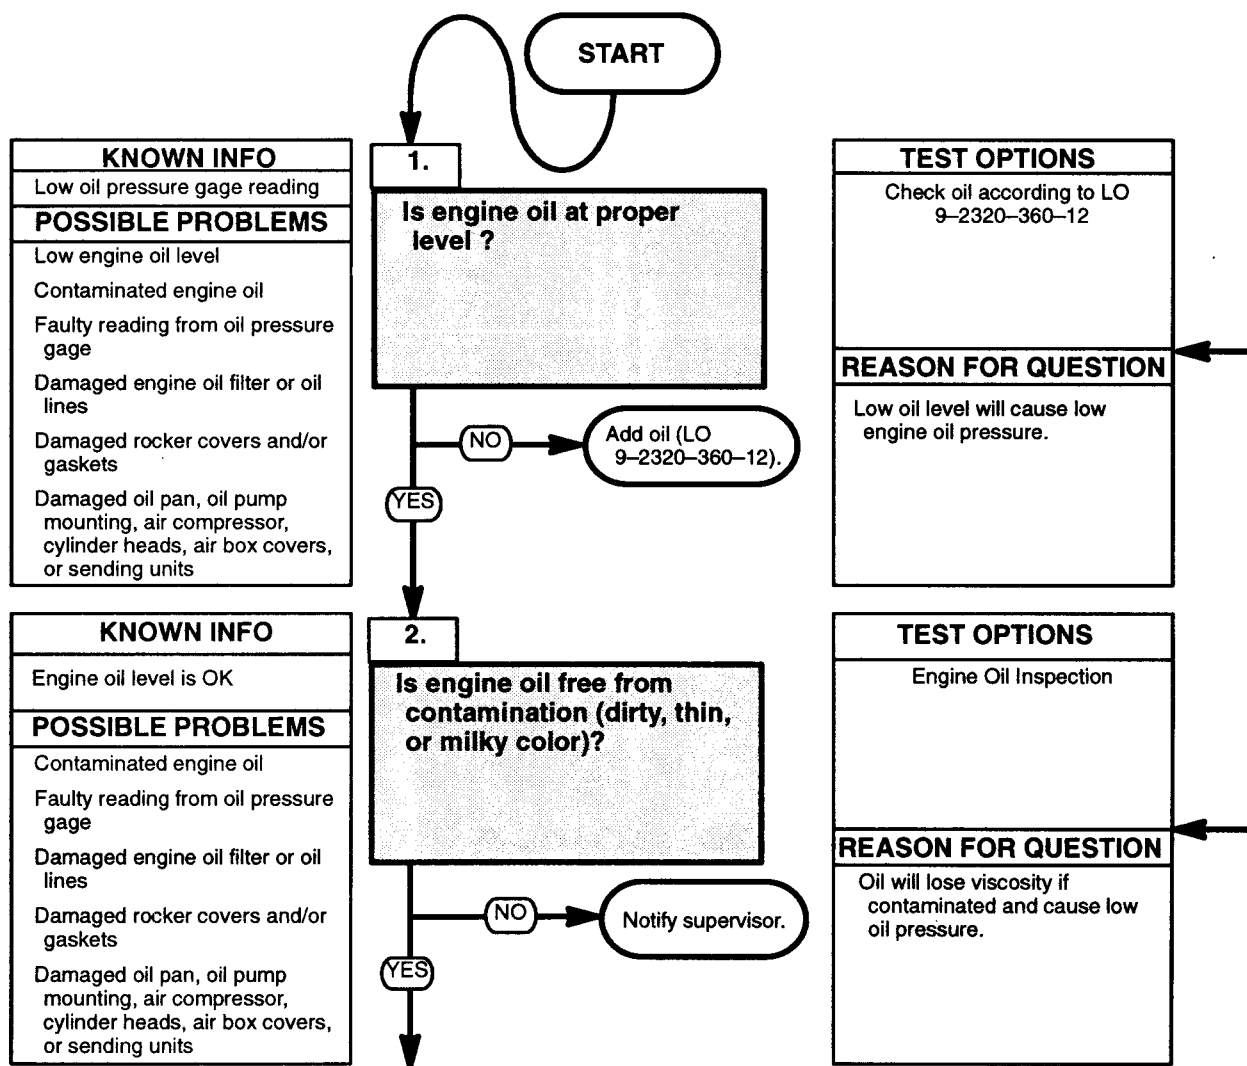 START
KNOWN INFO
Low oil pressure gage reading
POSSIBLE PROBLEMS
Low engine oil level
Contaminated engine oil
Faulty reading from oil pressure
gage
Damaged engine oil filter or oil
lines
Damaged rocker covers and/or
gaskets
Damaged oil pan, oil pump
mounting, air compressor,
cylinder heads, air box covers,
or sending units
1.
Is engine oil at proper
level ?
NO
Add oil (LO
9–2320–360–12).
YES
TEST OPTIONS
Check oil according to LO
9–2320–360–12
REASON FOR QUESTION
Low oil level will cause low
engine oil pressure.
KNOWN INFO
Engine oil level is OK
POSSIBLE PROBLEMS
Contaminated engine oil
Faulty reading from oil pressure
gage
Damaged engine oil filter or oil
lines
Damaged rocker covers and/or
gaskets
Damaged oil pan, oil pump
mounting, air compressor,
cylinder heads, air box covers,
or sending units
2.
Is engine oil free from
contamination (dirty, thin,
or milky color)?
NO
Notify supervisor.
YES
TEST OPTIONS
Engine Oil Inspection
REASON FOR QUESTION
Oil will lose viscosity if
contaminated and cause low
oil pressure.